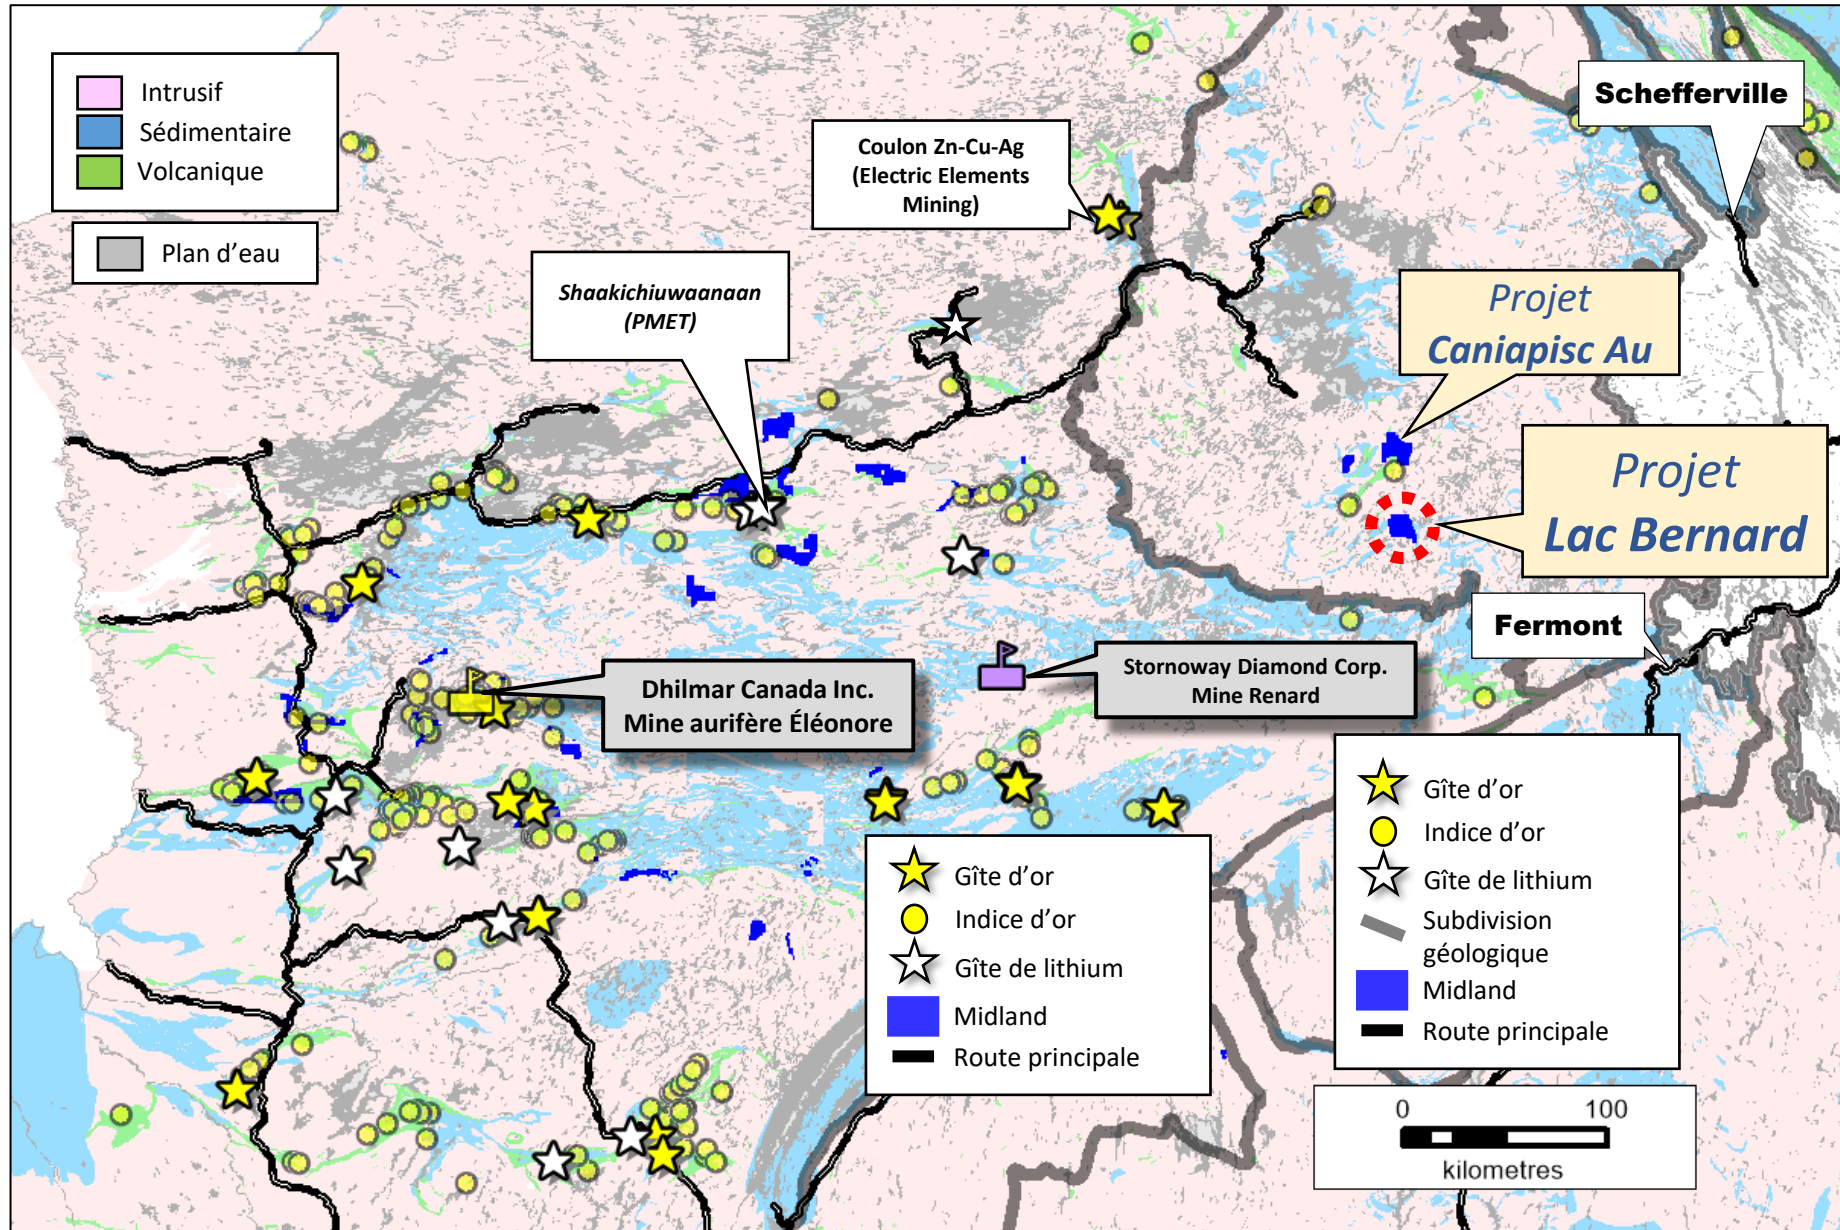 Intrusif
Sédimentaire
Volcanique
Plan d'eau
Schefferville
Coulon Zn-Cu-Ag
(Electric Elements
Mining)
Shaakichiuwaanaan
(PMET)
Projet
Caniapisc Au
Projet
Lac Bernard
Fermont
Dhilmar Canada Inc.
Mine aurifère Éléonore
Stornoway Diamond Corp.
Mine Renard
Gîte d'or
Indice d'or
Gîte de lithium
Midland
Route principale
Gîte d'or
Indice d'or
Gîte de lithium
Subdivision
géologique
Midland
Route principale
0 100
kilometres